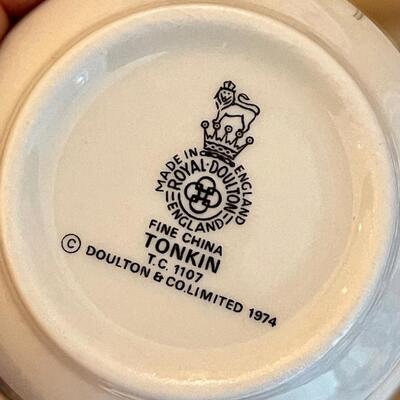 MADE IN ENGLAND
=ROYAL·DOULTON=
ENGLAND
FINE CHINA
TONKIN
T.C. 1107
© DOULTON & CO. LIMITED 1974